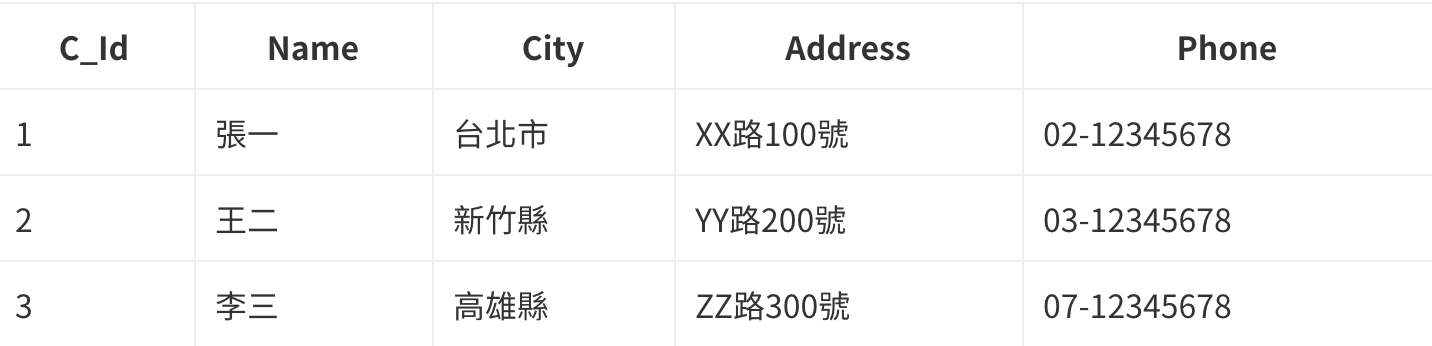 C_Id Name City Address Phone
1 張一 台北市 XX路100號 02-12345678
2 王二 新竹縣 YY路200號 03-12345678
3 李三 高雄縣 ZZ路300號 07-12345678